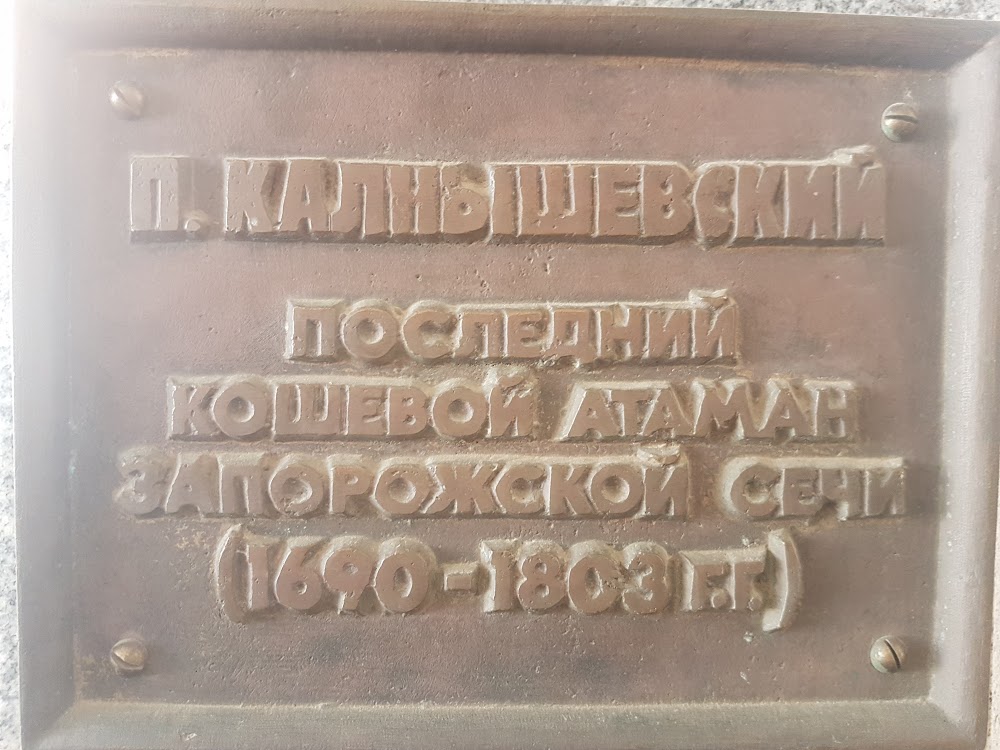 П. КАЛНЫШЕВСКИЙ
ПОСЛЕДНИЙ
КОШЕВОЙ АТАМАН
ЗАПОРОЖСКОЙ СЕЧИ
(1690-1803 Г.Г.)